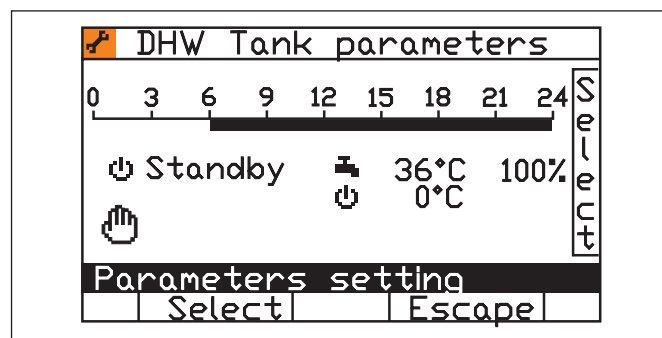 DHW Tank parameters
0 3 6 9 12 15 18 21 24
Select
Standby 36°C 100%
0°C
Parameters setting
Select Escape